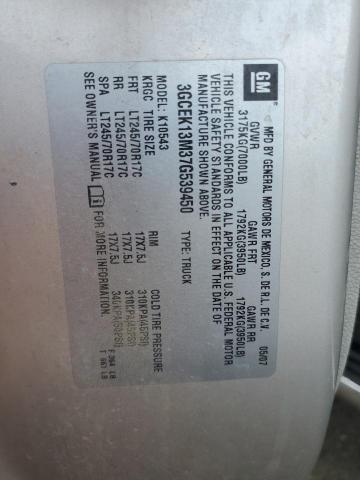 GM
MFD BY GENERAL MOTORS DE MEXICO, S. DE R.L. DE C.V. 05/07
GVWR GAWR FRT GAWR RR
3175KG(7000LB) 1792KG(3950LB) 1792KG(3950LB)
THIS VEHICLE CONFORMS TO ALL APPLICABLE U.S. FEDERAL MOTOR
VEHICLE SAFETY STANDARDS IN EFFECT ON THE DATE OF
MANUFACTURE SHOWN ABOVE.
3GCEK13M37G539450 TYPE: TRUCK
KRGC K10543
TIRE SIZE RIM COLD TIRE PRESSURE
FRT LT245/70R17C 17X7.5J 310KPA(45PSI)
RR LT245/70R17C 17X7.5J 310KPA(45PSI)
SPA LT245/70R17C 17X7.5J 340KPA(50PSI)
SEE OWNER'S MANUAL FOR MORE INFORMATION.